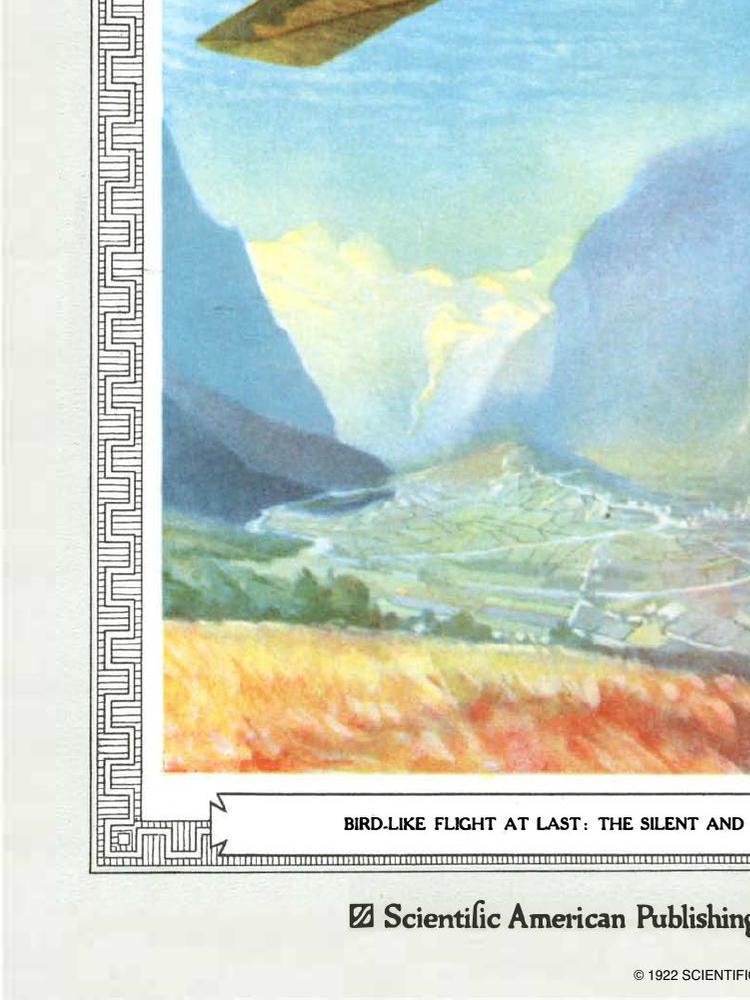 BIRD-LIKE FLIGHT AT LAST: THE SILENT AND
Scientific American Publishing
© 1922 SCIENTIFIC